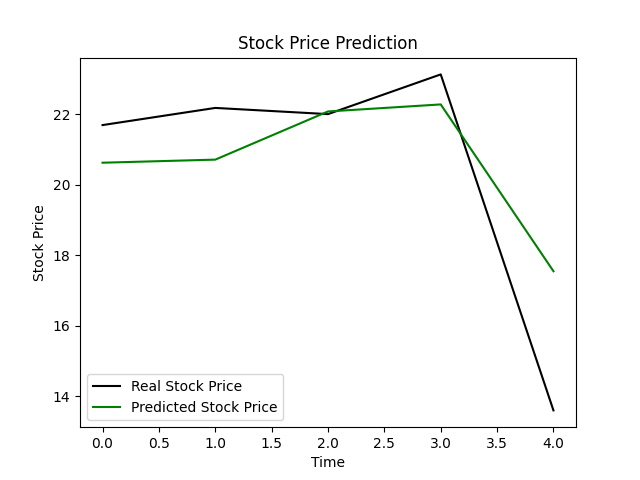 Stock Price Prediction
Stock Price
22
20
18
16
14
Real Stock Price
Predicted Stock Price
0.0 0.5 1.0 1.5 2.0 2.5 3.0 3.5 4.0
Time